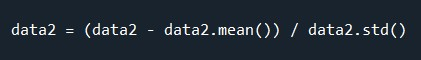 data2 = (data2 - data2.mean()) / data2.std()